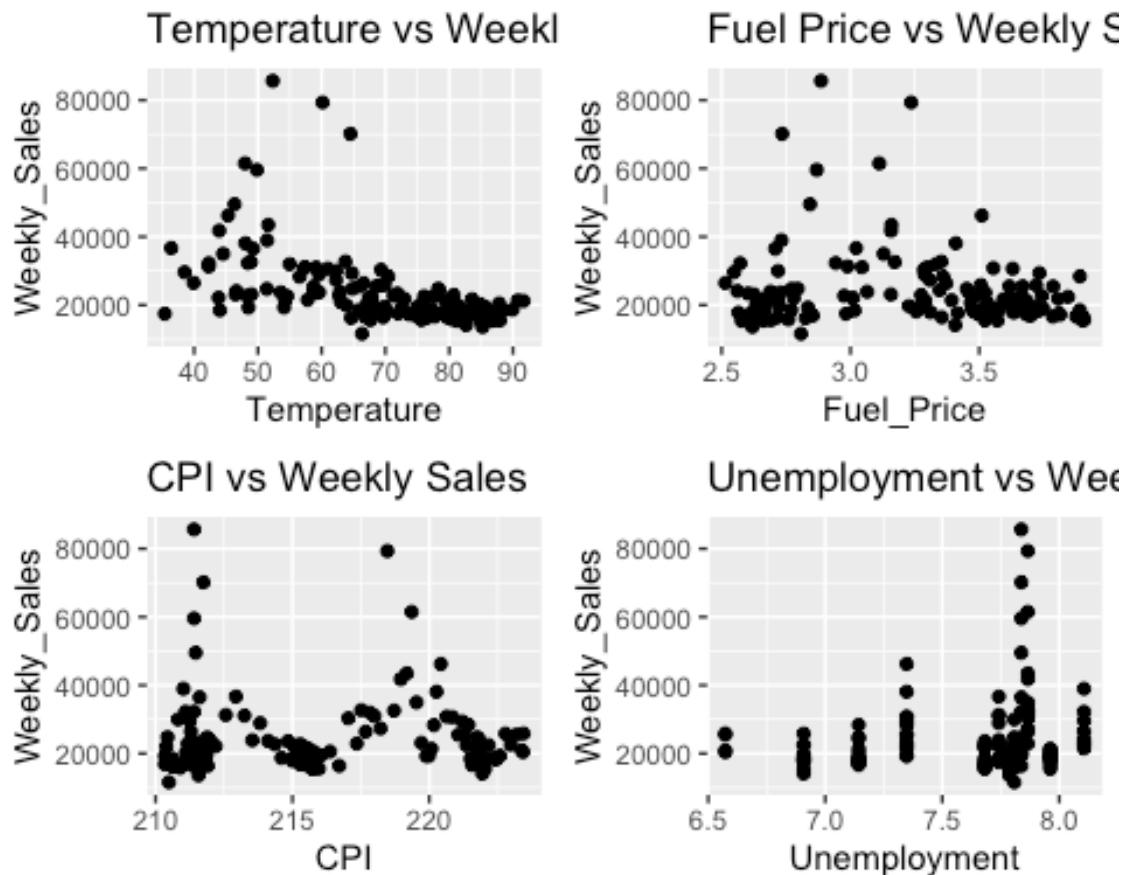 Temperature vs Weekl
80000
60000
40000
20000
Weekly_Sales
40 50 60 70 80 90
Temperature
Fuel Price vs Weekly S
80000
60000
40000
20000
Weekly_Sales
2.5 3.0 3.5
Fuel_Price
CPI vs Weekly Sales
80000
60000
40000
20000
Weekly_Sales
210 215 220
CPI
Unemployment vs Wee
80000
60000
40000
20000
Weekly_Sales
6.5 7.0 7.5 8.0
Unemployment